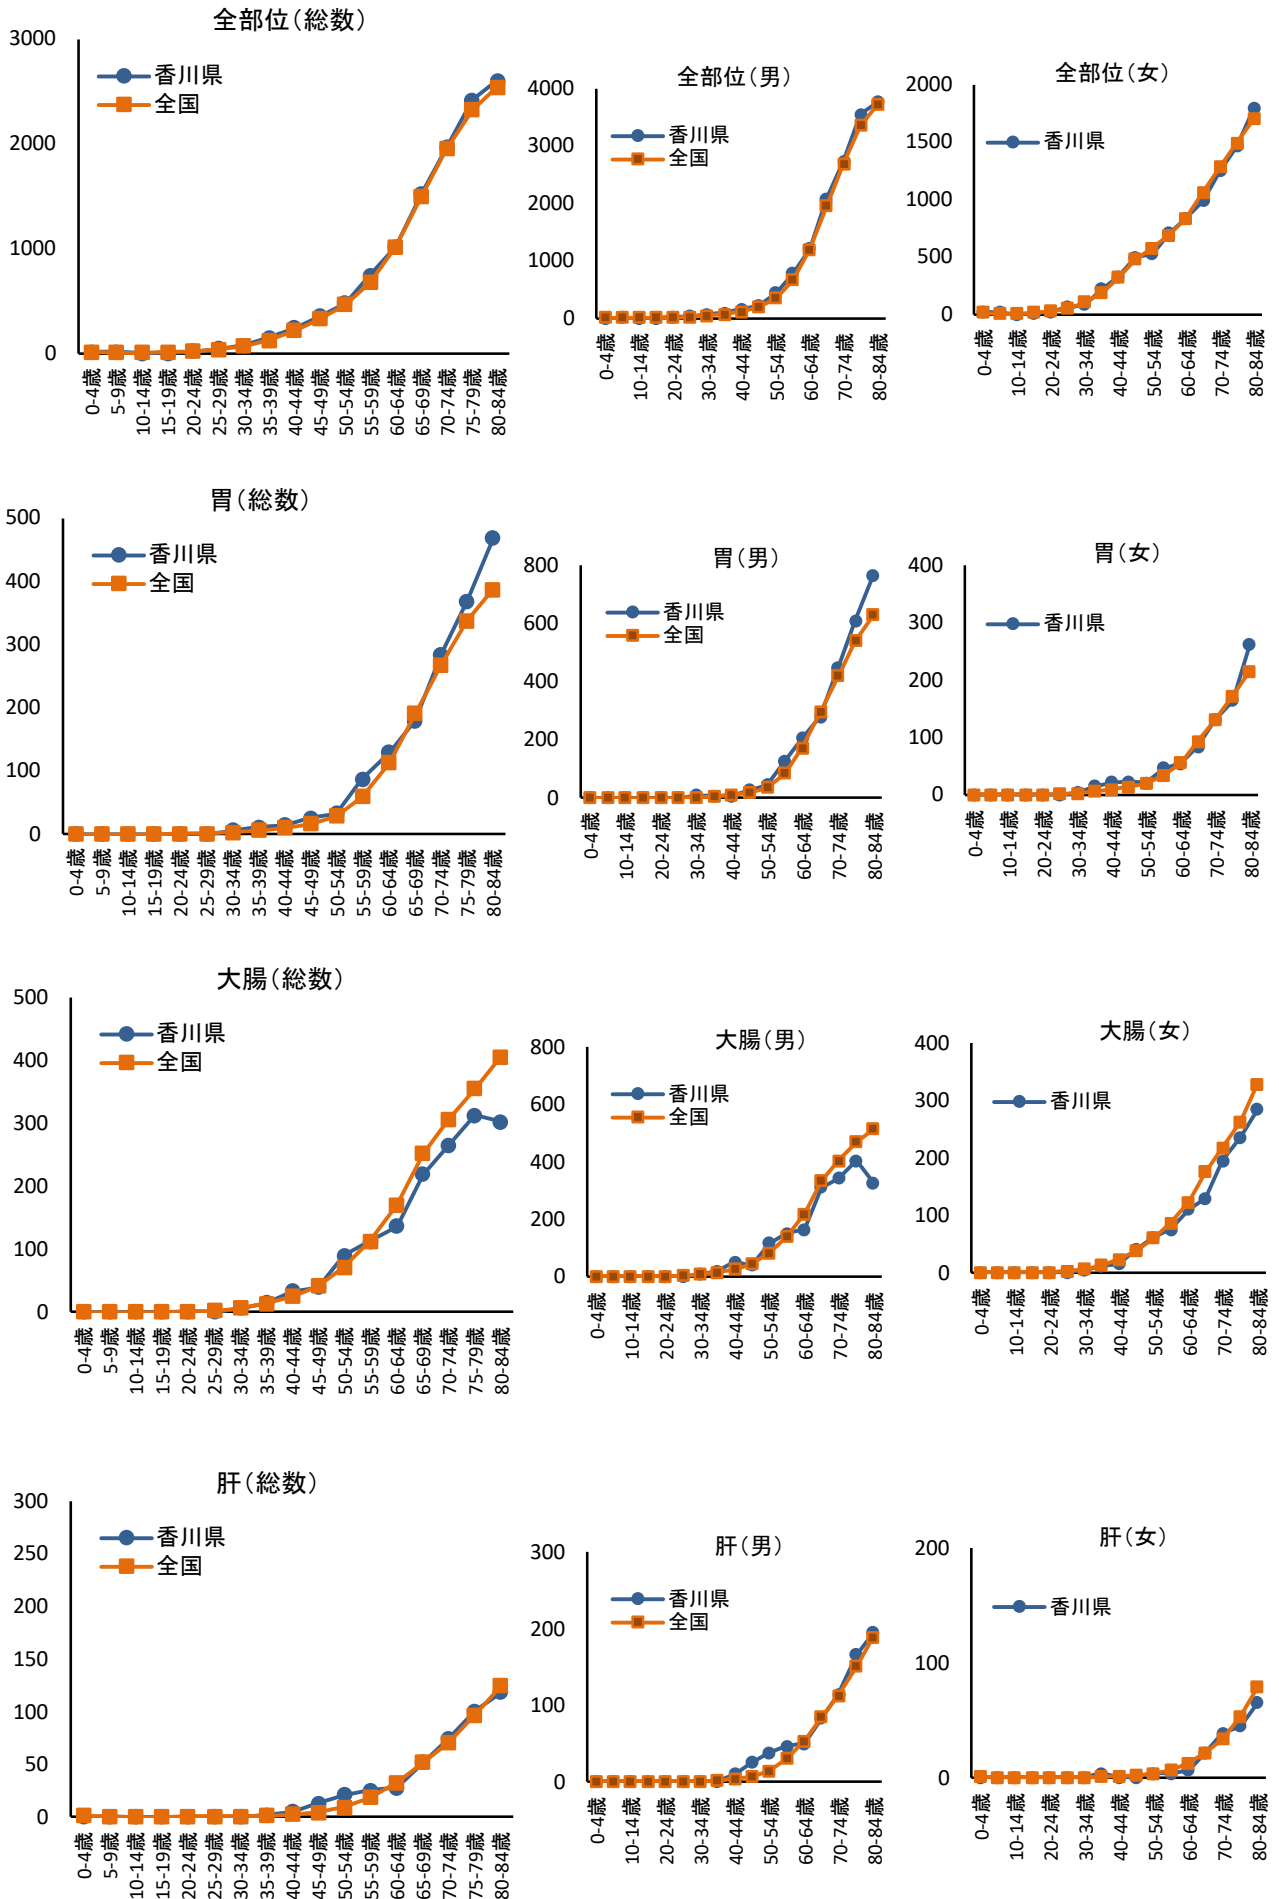 全部位(総数)
3000
2000
1000
0
香川県
全国
0-4歳
5-9歳
10-14歳
15-19歳
20-24歳
25-29歳
30-34歳
35-39歳
40-44歳
45-49歳
50-54歳
55-59歳
60-64歳
65-69歳
70-74歳
75-79歳
80-84歳
全部位(男)
4000
3000
2000
1000
0
香川県
全国
0-4歳
10-14歳
20-24歳
30-34歳
40-44歳
50-54歳
60-64歳
70-74歳
80-84歳
全部位(女)
2000
1500
1000
500
0
香川県
0-4歳
10-14歳
20-24歳
30-34歳
40-44歳
50-54歳
60-64歳
70-74歳
80-84歳
胃(総数)
500
400
300
200
100
0
香川県
全国
0-4歳
5-9歳
10-14歳
15-19歳
20-24歳
25-29歳
30-34歳
35-39歳
40-44歳
45-49歳
50-54歳
55-59歳
60-64歳
65-69歳
70-74歳
75-79歳
80-84歳
胃(男)
800
600
400
200
0
香川県
全国
0-4歳
10-14歳
20-24歳
30-34歳
40-44歳
50-54歳
60-64歳
70-74歳
80-84歳
胃(女)
400
300
200
100
0
香川県
0-4歳
10-14歳
20-24歳
30-34歳
40-44歳
50-54歳
60-64歳
70-74歳
80-84歳
大腸(総数)
500
400
300
200
100
0
香川県
全国
0-4歳
5-9歳
10-14歳
15-19歳
20-24歳
25-29歳
30-34歳
35-39歳
40-44歳
45-49歳
50-54歳
55-59歳
60-64歳
65-69歳
70-74歳
75-79歳
80-84歳
大腸(男)
800
600
400
200
0
香川県
全国
0-4歳
10-14歳
20-24歳
30-34歳
40-44歳
50-54歳
60-64歳
70-74歳
80-84歳
大腸(女)
400
300
200
100
0
香川県
0-4歳
10-14歳
20-24歳
30-34歳
40-44歳
50-54歳
60-64歳
70-74歳
80-84歳
肝(総数)
300
250
200
150
100
50
0
香川県
全国
0-4歳
5-9歳
10-14歳
15-19歳
20-24歳
25-29歳
30-34歳
35-39歳
40-44歳
45-49歳
50-54歳
55-59歳
60-64歳
65-69歳
70-74歳
75-79歳
80-84歳
肝(男)
300
200
100
0
香川県
全国
0-4歳
10-14歳
20-24歳
30-34歳
40-44歳
50-54歳
60-64歳
70-74歳
80-84歳
肝(女)
200
100
0
香川県
0-4歳
10-14歳
20-24歳
30-34歳
40-44歳
50-54歳
60-64歳
70-74歳
80-84歳